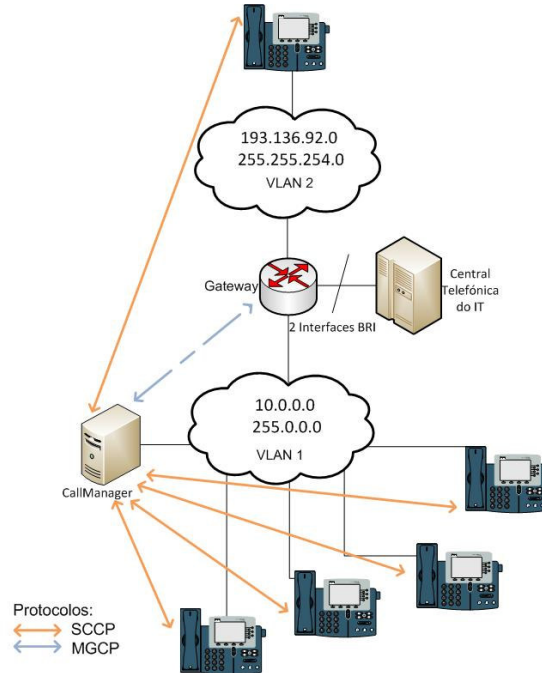 193.136.92.0
255.255.254.0
VLAN 2
Gateway
2 Interfaces BRI
Central
Telefónica
do IT
10.0.0.0
255.0.0.0
VLAN 1
CallManager
Protocolos:
SCCP
MGCP